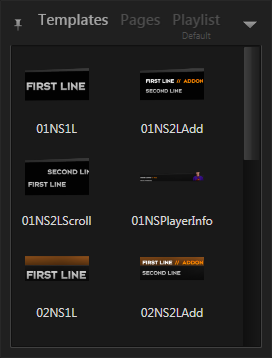 Templates Pages Playlist
Default
FIRST LINE
FIRST LINE // ADDON
SECOND LINE
01NS1L
01NS2LAdd
SECOND LIN
FIRST LINE
01NS2LScroll
01NSPlayerInfo
FIRST LINE
FIRST LINE // ADDON
SECOND LINE
02NS1L
02NS2LAdd